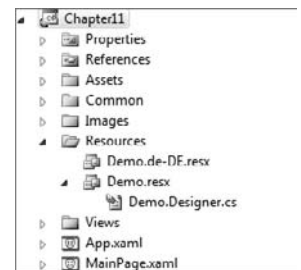 Chapter11
Properties
References
Assets
Common
Images
Resources
Demo.de-DE.resx
Demo.resx
Demo.Designer.cs
Views
App.xaml
MainPage.xaml